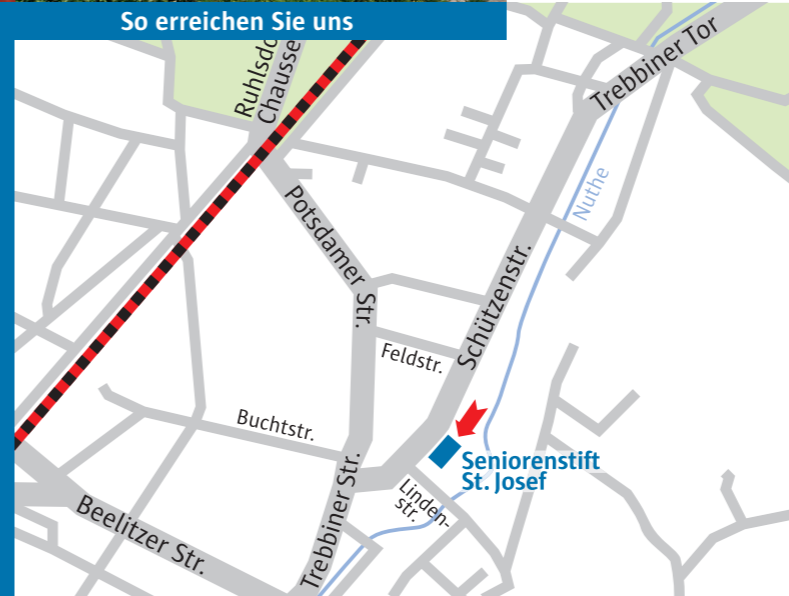 So erreichen Sie uns
Chausse
Trebbiner Tor
Nuthe
Potsdamer Str.
Schützenstr.
Feldstr.
Buchtstr.
Seniorenstift
St. Josef
Linden-
str.
Trebbiner Str.
Beelitzer Str.